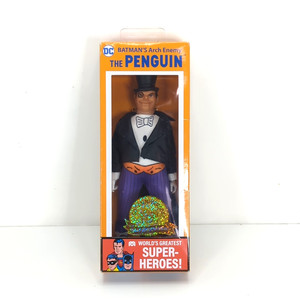 DC
BATMAN'S Arch Enemy
THE PENGUIN
WORLD'S GREATEST
SUPER-
HEROES!